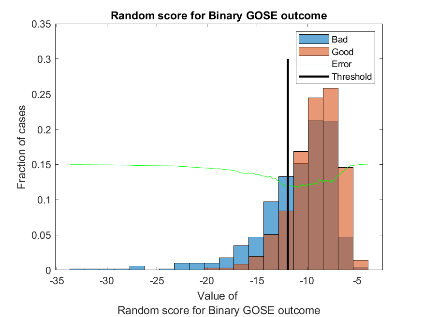 Random score for Binary GOSE outcome
0.35
0.3
0.25
0.2
0.15
0.1
0.05
0
Fraction of cases
Bad
Good
Error
Threshold
-35
-30
-25
-20
-15
-10
-5
Value of
Random score for Binary GOSE outcome